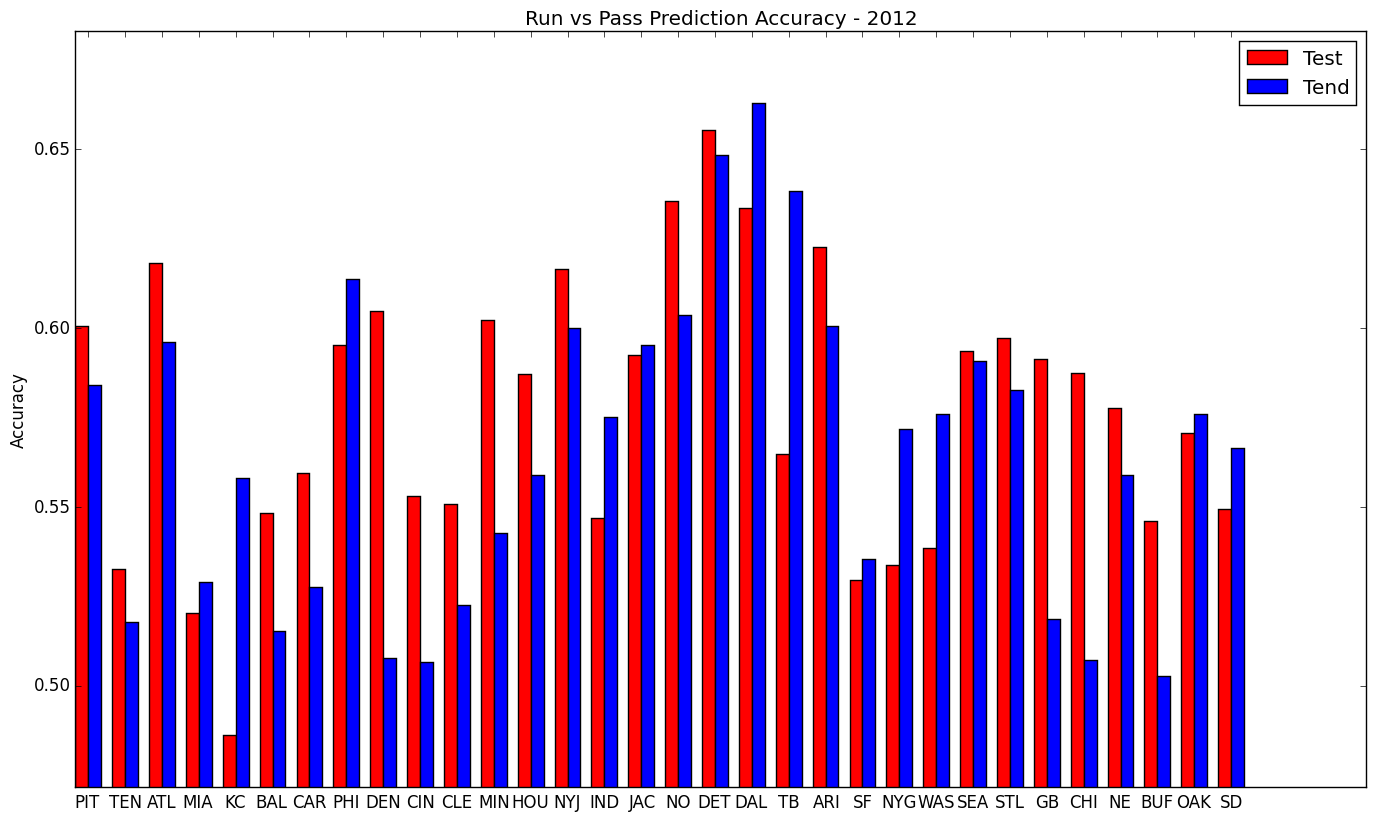 Run vs Pass Prediction Accuracy - 2012
Test
Tend
0.65
0.60
0.55
0.50
Accuracy
PIT TEN ATL MIA KC BAL CAR PHI DEN CIN CLE MIN HOU NYJ IND JAC NO DET DAL TB ARI SF NYG WAS SEA STL GB CHI NE BUF OAK SD